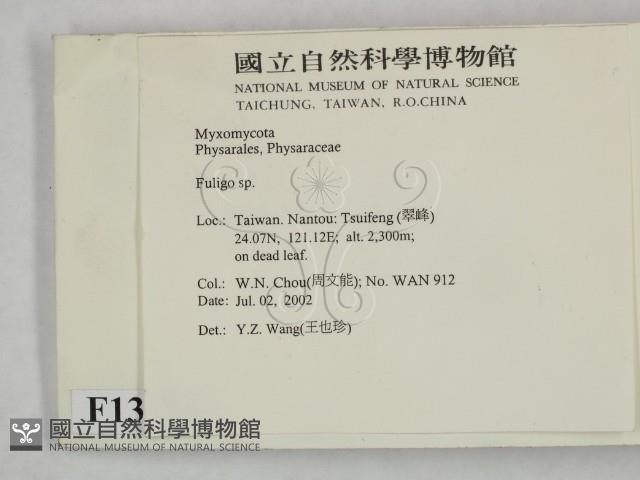 國立自然科學博物館
NATIONAL MUSEUM OF NATURAL SCIENCE
TAICHUNG, TAIWAN, R.O.CHINA
Myxomycota
Physarales, Physaraceae
Fuligo sp.
Loc.: Taiwan. Nantou: Tsuifeng (翠峰)
24.07N, 121.12E; alt. 2,300m;
on dead leaf.
Col.: W.N. Chou(周文能); No. WAN 912
Date: Jul. 02, 2002
Det.: Y.Z. Wang(王也珍)
F13
國立自然科學博物館
NATIONAL MUSEUM OF NATURAL SCIENCE